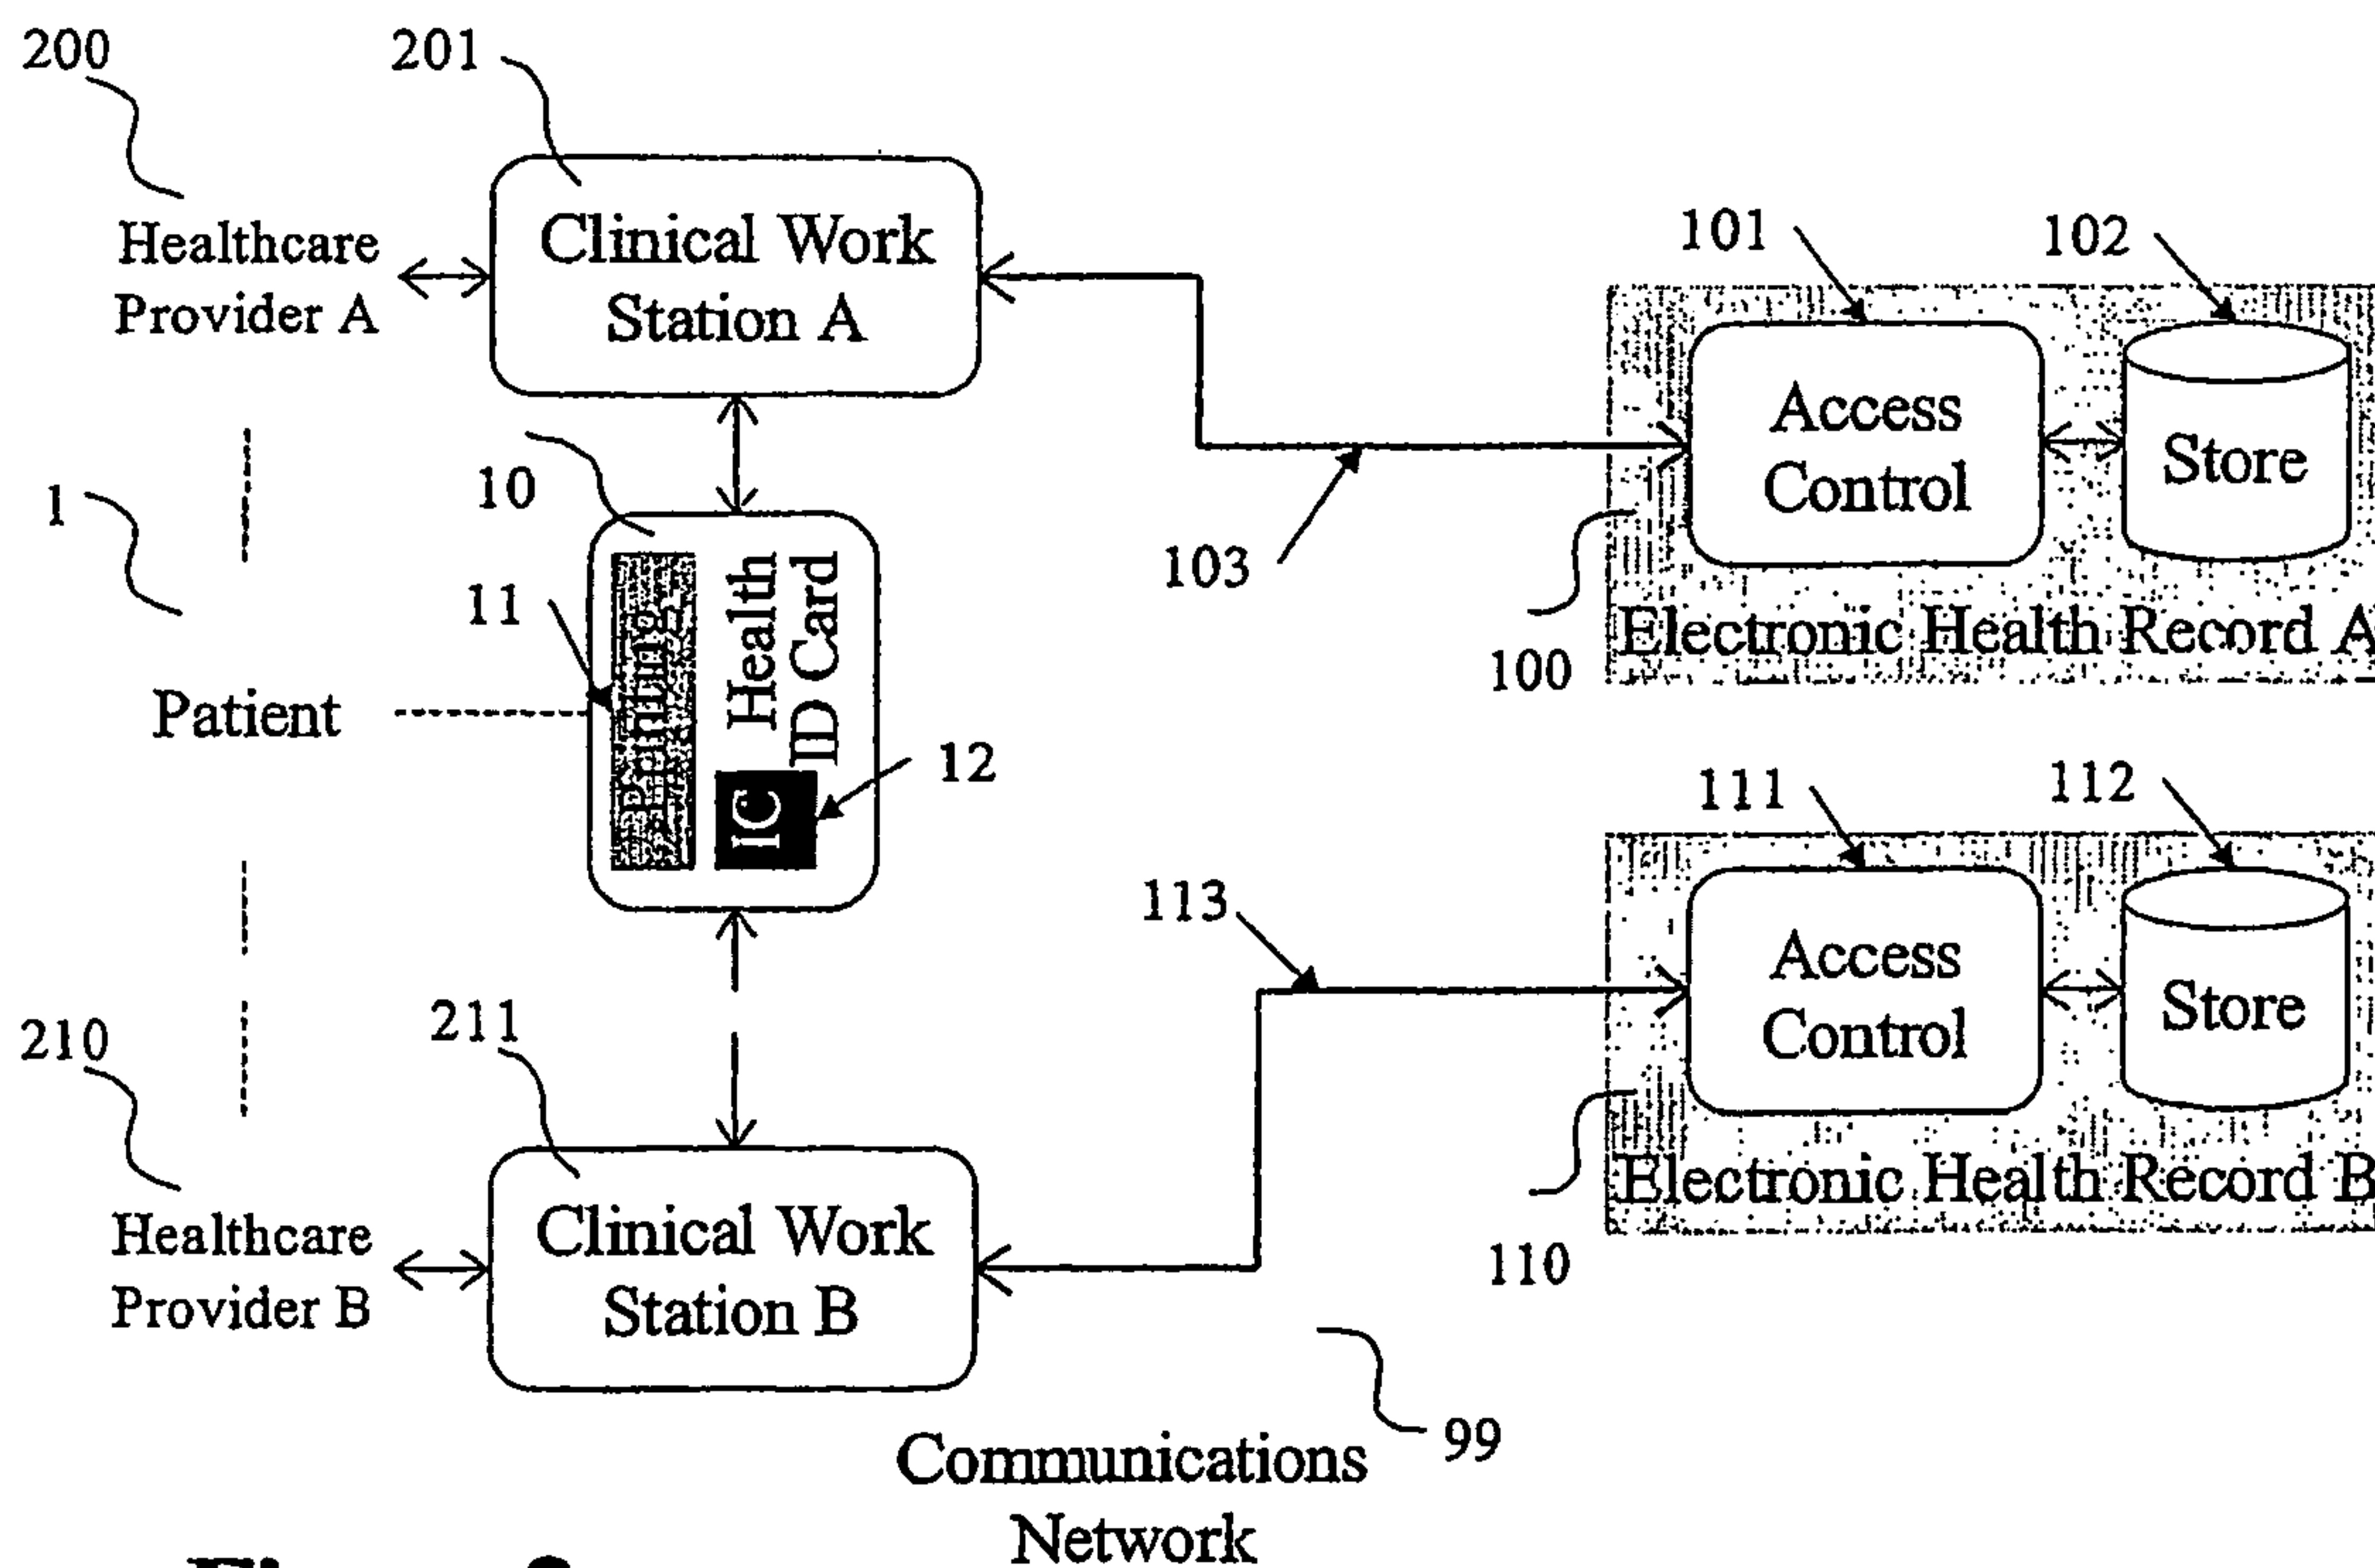 200
201
Healthcare
Provider A
Clinical Work
Station A
101
102
Access
Control
Store
103
100
Electronic Health Record A
1
10
11
Printing
Health
ID Card
Patient
IC
12
111
112
113
Access
Control
Store
110
Electronic Health Record B
210
211
Healthcare
Provider B
Clinical Work
Station B
99
Communications
Network